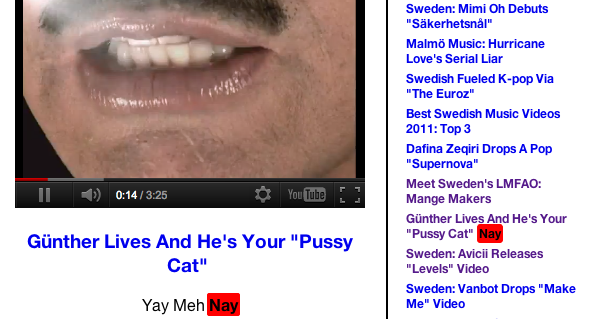 0:14 / 3:25
YouTube
Günther Lives And He's Your "Pussy
Cat"
Yay Meh Nay
Sweden: Mimi Oh Debuts
"Säkerhetsnål"
Malmö Music: Hurricane
Love's Serial Liar
Swedish Fueled K-pop Via
"The Euroz"
Best Swedish Music Videos
2011: Top 3
Dafina Zeqiri Drops A Pop
"Supernova"
Meet Sweden's LMFAO:
Mange Makers
Günther Lives And He's Your
"Pussy Cat" Nay
Sweden: Avicii Releases
"Levels" Video
Sweden: Vanbot Drops "Make
Me" Video